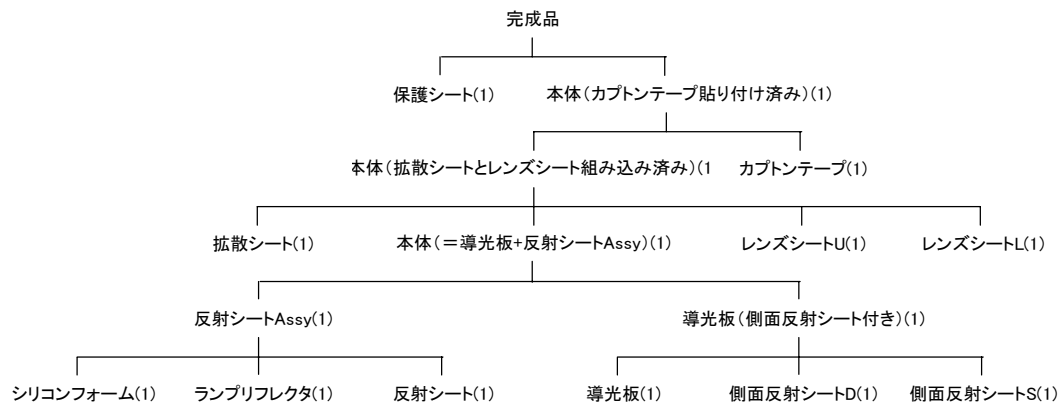 完成品
保護シート(1) 本体(カプトンテープ貼り付け済み)(1)
本体(拡散シートとレンズシート組み込み済み)(1 カプトンテープ(1)
拡散シート(1) 本体(＝導光板+反射シートAssy)(1) レンズシートU(1) レンズシートL(1)
反射シートAssy(1) 導光板(側面反射シート付き)(1)
シリコンフォーム(1) ランプリフレクタ(1) 反射シート(1) 導光板(1) 側面反射シートD(1) 側面反射シートS(1)